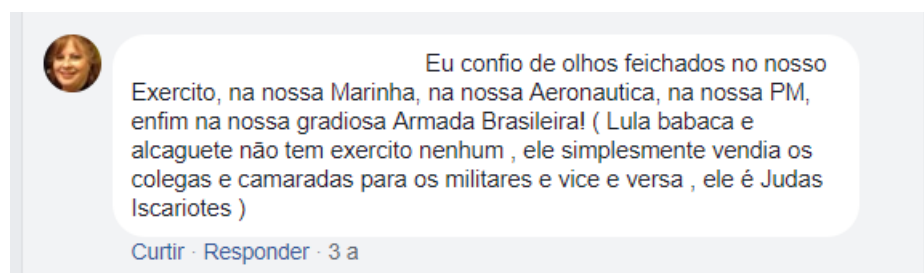 Eu confio de olhos feichados no nosso
Exercito, na nossa Marinha, na nossa Aeronautica, na nossa PM,
enfim na nossa gradiosa Armada Brasileira! ( Lula babaca e
alcaguete não tem exercito nenhum , ele simplesmente vendia os
colegas e camaradas para os militares e vice e versa , ele é Judas
Iscariotes )
Curtir · Responder · 3 a